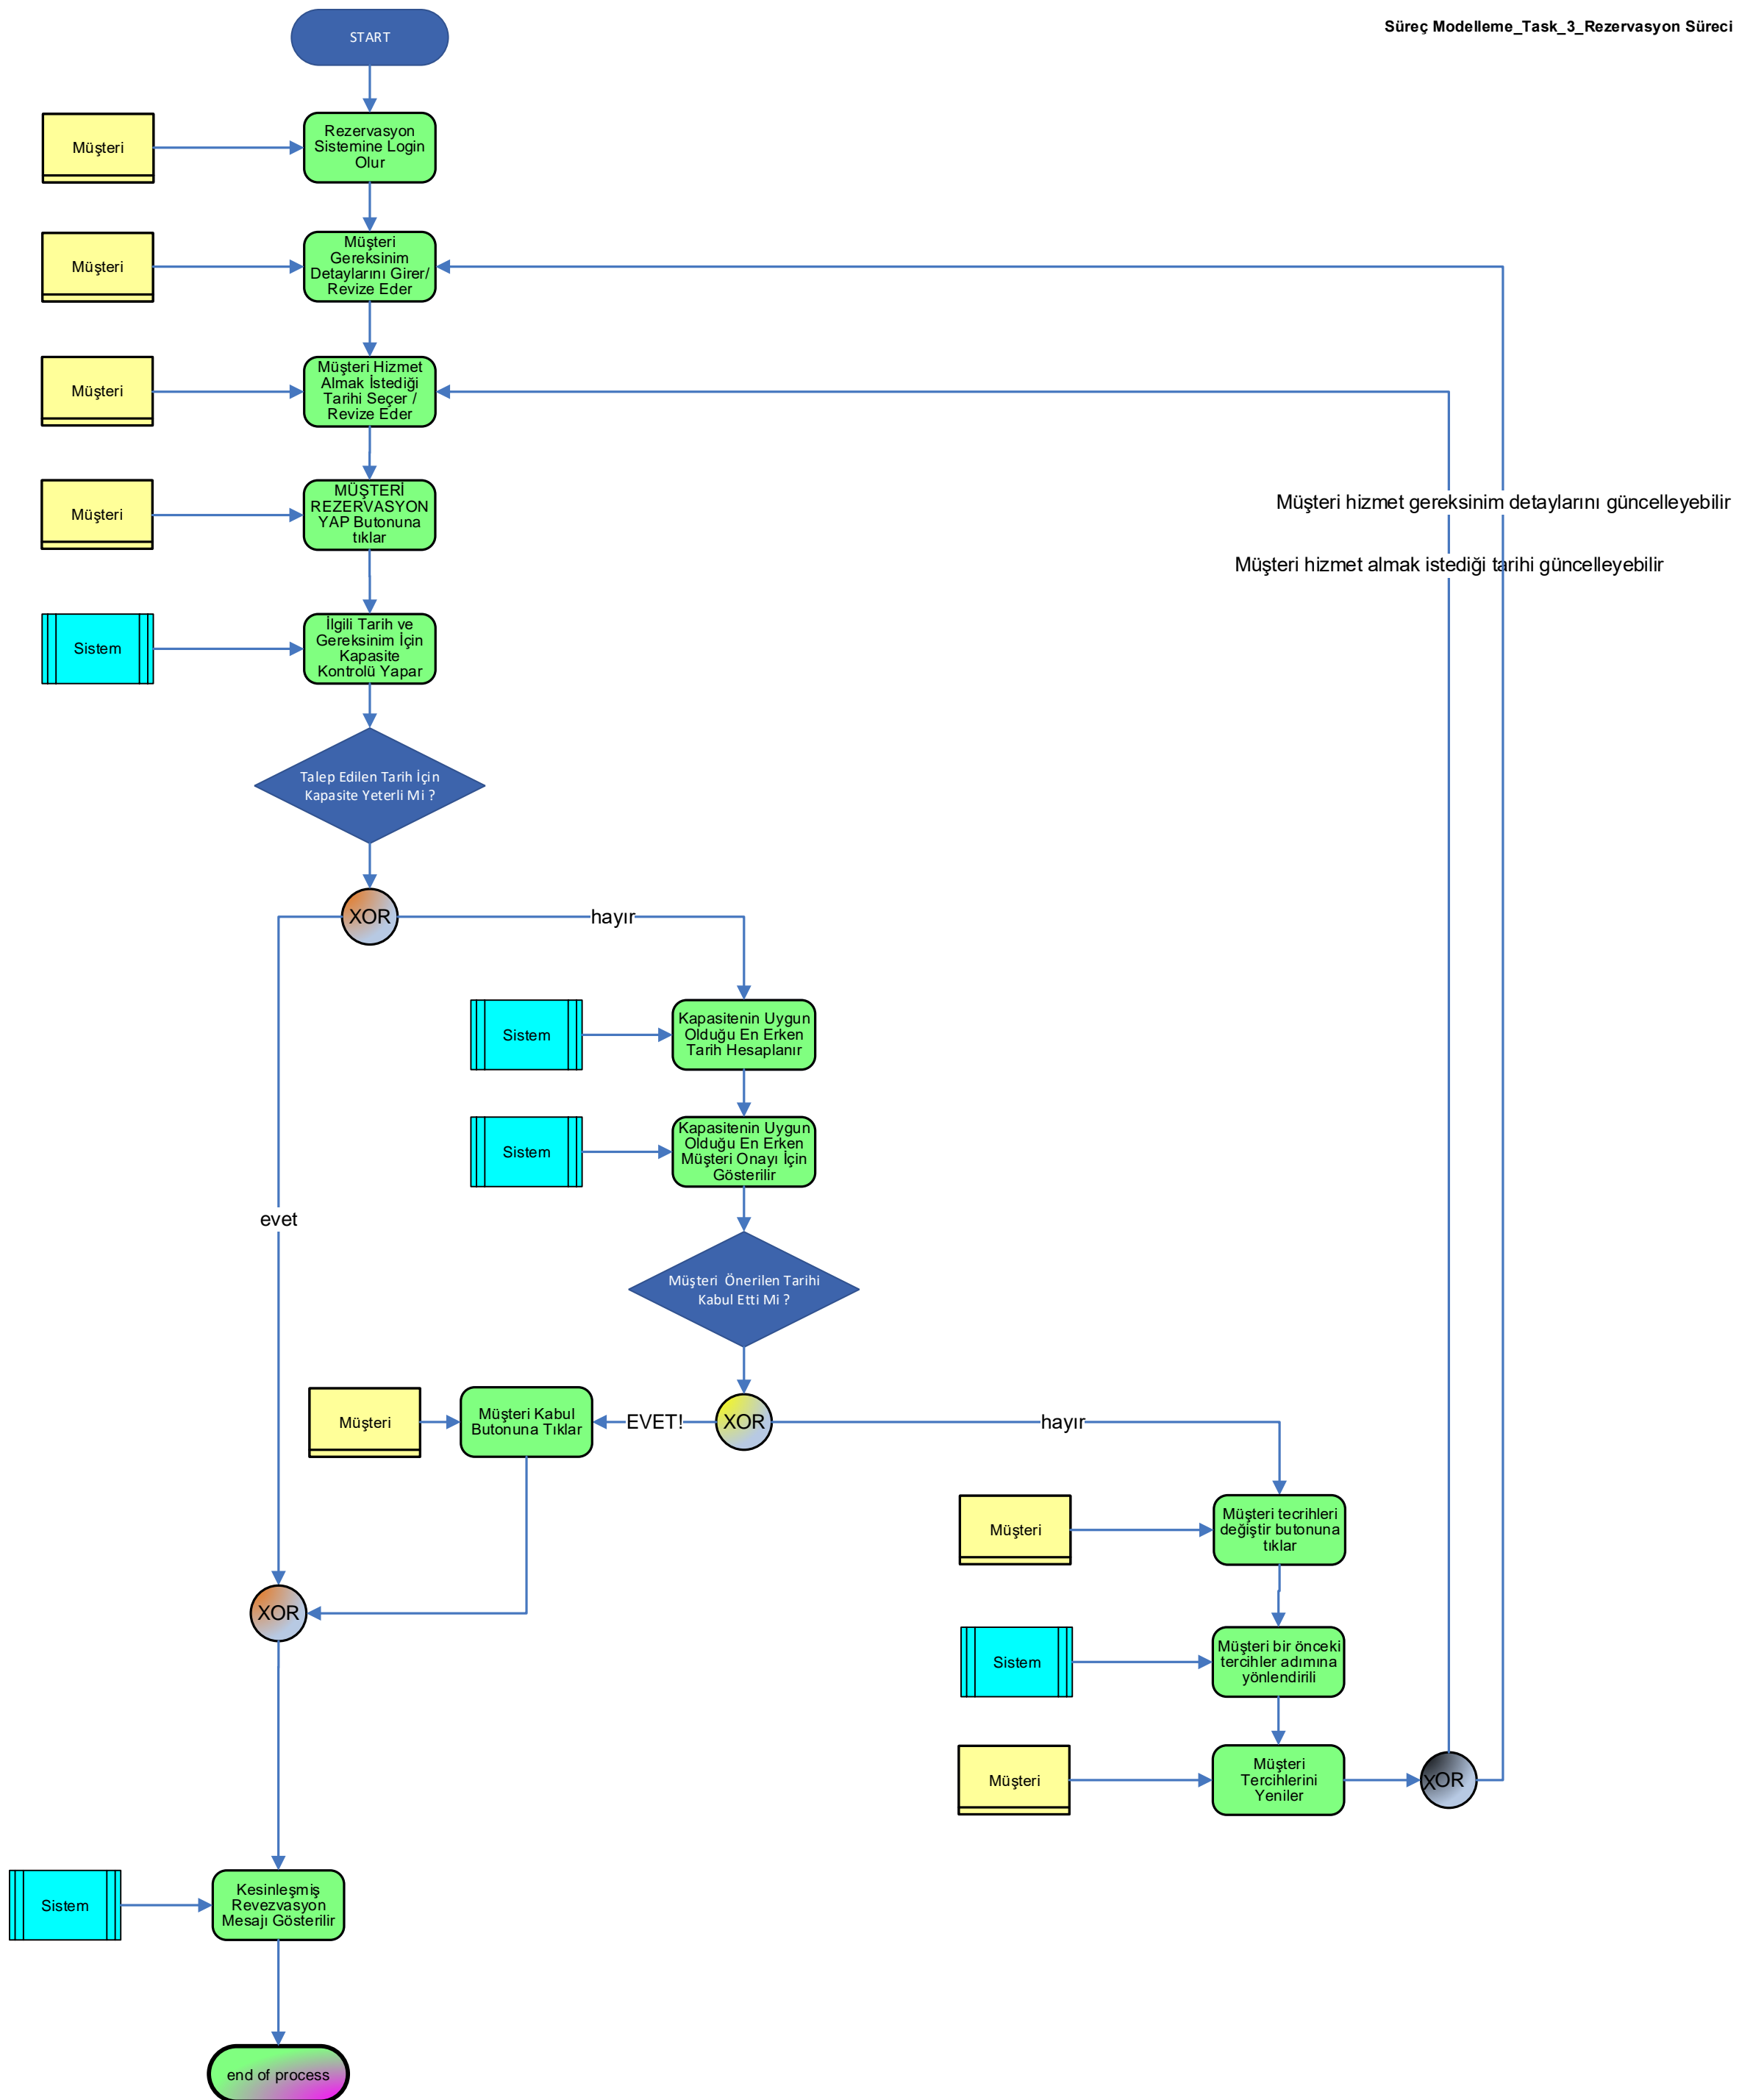 Süreç Modelleme_Task_3_Rezervasyon Süreci
START
Müşteri
Rezervasyon
Sistemine Login
Olur
Müşteri
Müşteri
Gereksinim
Detaylarını Girer/
Revize Eder
Müşteri
Müşteri Hizmet
Almak İstediği
Tarihi Seçer /
Revize Eder
Müşteri
MÜŞTERİ
REZERVASYON
YAP Butonuna
tıklar
Müşteri hizmet gereksinim detaylarını güncelleyebilir
Müşteri hizmet almak istediği tarihi güncelleyebilir
Sistem
İlgili Tarih ve
Gereksinim İçin
Kapasite
Kontrolü Yapar
Talep Edilen Tarih İçin
Kapasite Yeterli Mi ?
XOR
hayır
Sistem
Kapasitenin Uygun
Olduğu En Erken
Tarih Hesaplanır
Sistem
Kapasitenin Uygun
Olduğu En Erken
Müşteri Onayı İçin
Gösterilir
evet
Müşteri  Önerilen Tarihi
Kabul Etti Mi ?
Müşteri
Müşteri Kabul
Butonuna Tıklar
EVET!
XOR
hayır
Müşteri
Müşteri tecrihleri
değiştir butonuna
tıklar
XOR
Sistem
Müşteri bir önceki
tercihler adımına
yönlendirili
Müşteri
Müşteri
Tercihlerini
Yeniler
XOR
Sistem
Kesinleşmiş
Revezvasyon
Mesajı Gösterilir
end of process